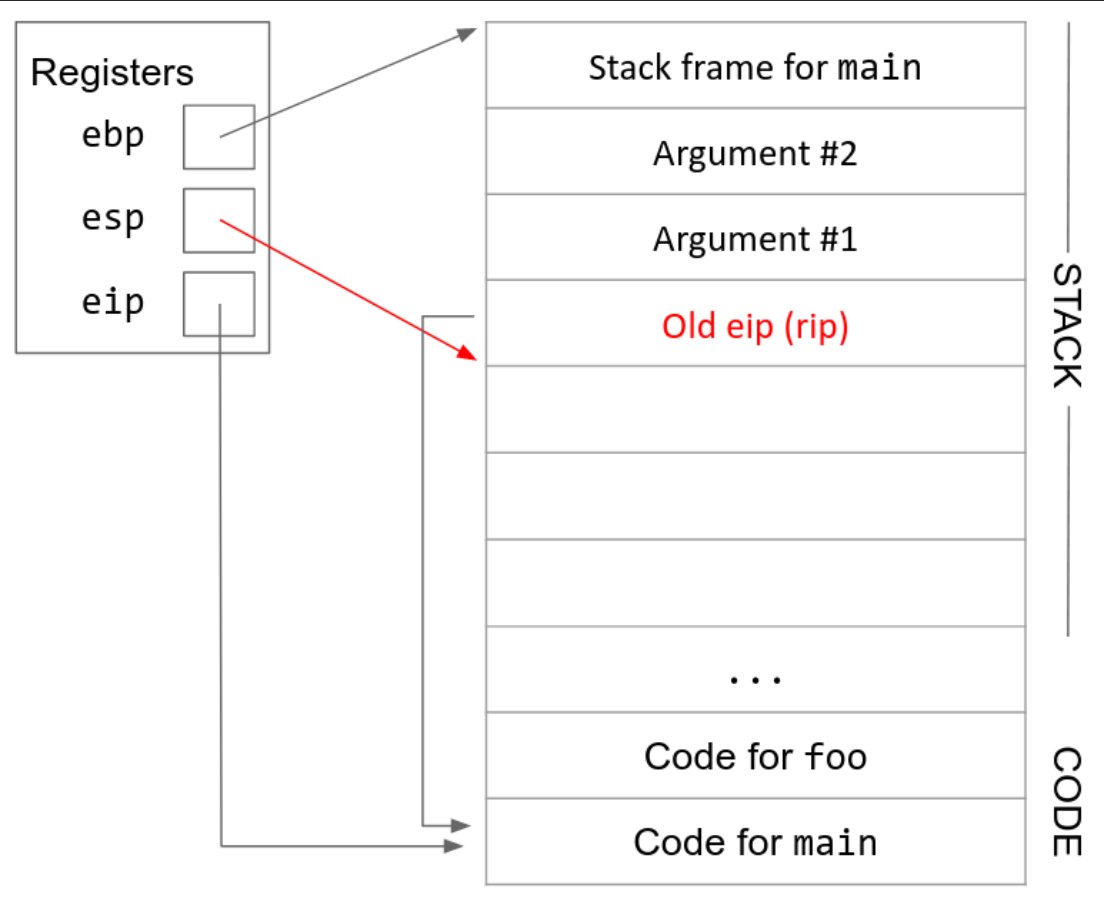 Registers
ebp
esp
eip
Stack frame for main
Argument #2
Argument #1
Old eip (rip)
...
Code for foo
Code for main
STACK
CODE